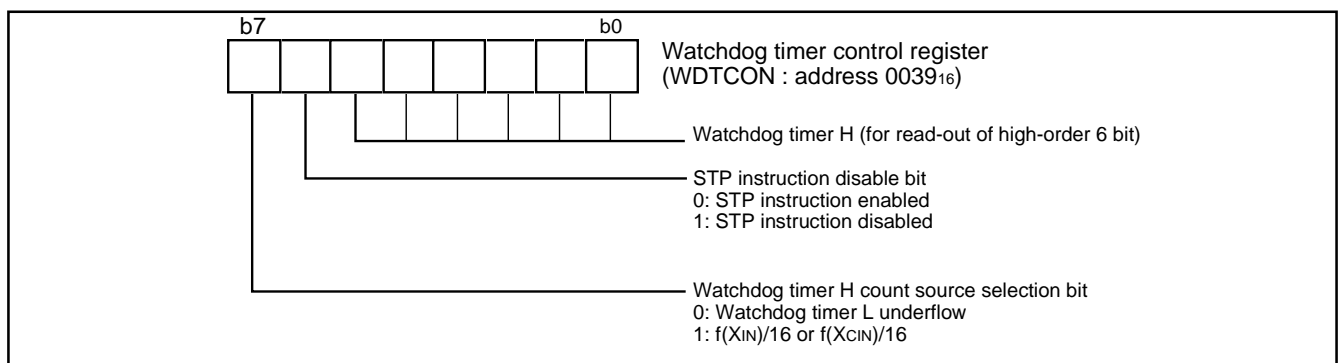 b7 b0
Watchdog timer control register
(WDTCON : address 003916)
Watchdog timer H (for read-out of high-order 6 bit)
STP instruction disable bit
0: STP instruction enabled
1: STP instruction disabled
Watchdog timer H count source selection bit
0: Watchdog timer L underflow
1: f(XIN)/16 or f(XCIN)/16